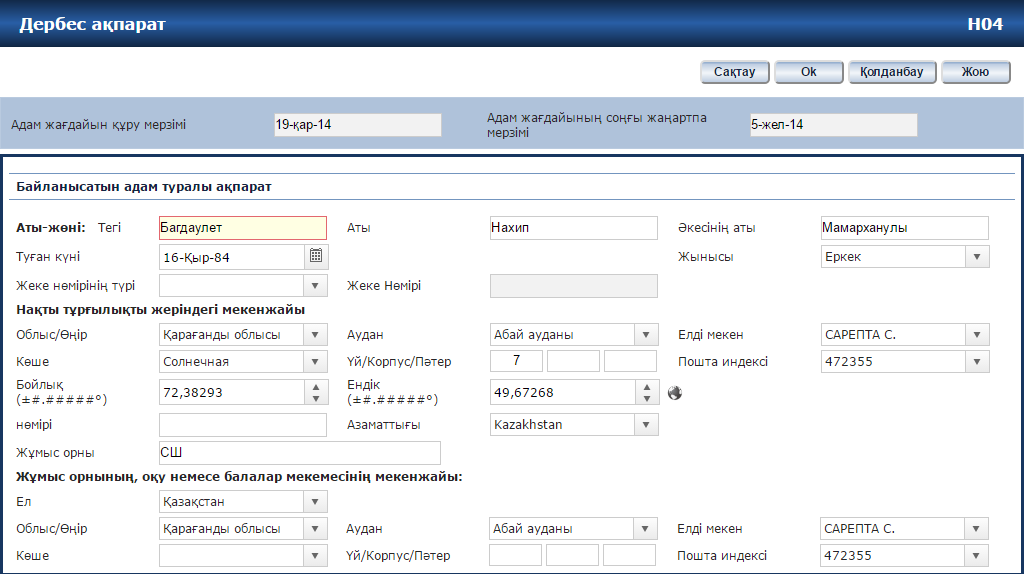 Дербес ақпарат H04
Сақтау Ok Қолданбау Жою
Адам жағдайын құру мерзімі 19-қар-14 Адам жағдайының соңғы жаңартпа мерзімі 5-жел-14
Байланысатын адам туралы ақпарат
Аты-жөні: Тегі Багдаулет Аты Нахип Әкесінің аты Мамарханулы
Туған күні 16-Қыр-84 Жынысы Еркек
Жеке нөмірінің түрі Жеке Нөмірі
Нақты тұрғылықты жеріндегі мекенжайы
Облыс/Өңір Қарағанды облысы Аудан Абай ауданы Елді мекен САРЕПТА С.
Көше Солнечная Үй/Корпус/Пәтер 7 Пошта индексі 472355
Бойлық (±#.#####°) 72,38293 Ендік (±#.#####°) 49,67268
нөмірі Азаматтығы Kazakhstan
Жұмыс орны СШ
Жұмыс орнының, оқу немесе балалар мекемесінің мекенжайы:
Ел Қазақстан
Облыс/Өңір Қарағанды облысы Аудан Абай ауданы Елді мекен САРЕПТА С.
Көше Үй/Корпус/Пәтер Пошта индексі 472355